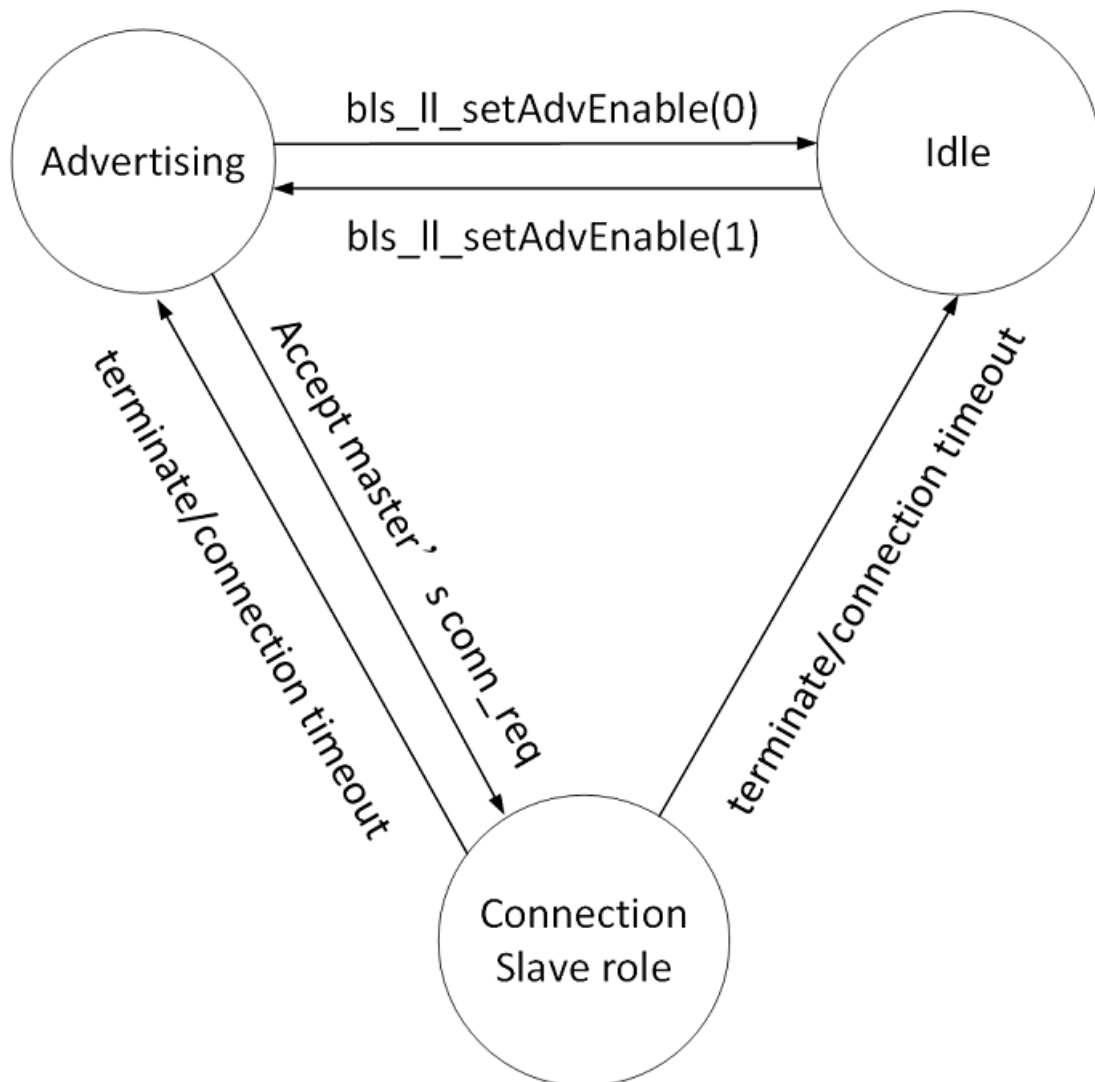 bls_ll_setAdvEnable(0)
Advertising
Idle
bls_ll_setAdvEnable(1)
Accept master’s conn_req
terminate/connection timeout
terminate/connection timeout
Connection
Slave role